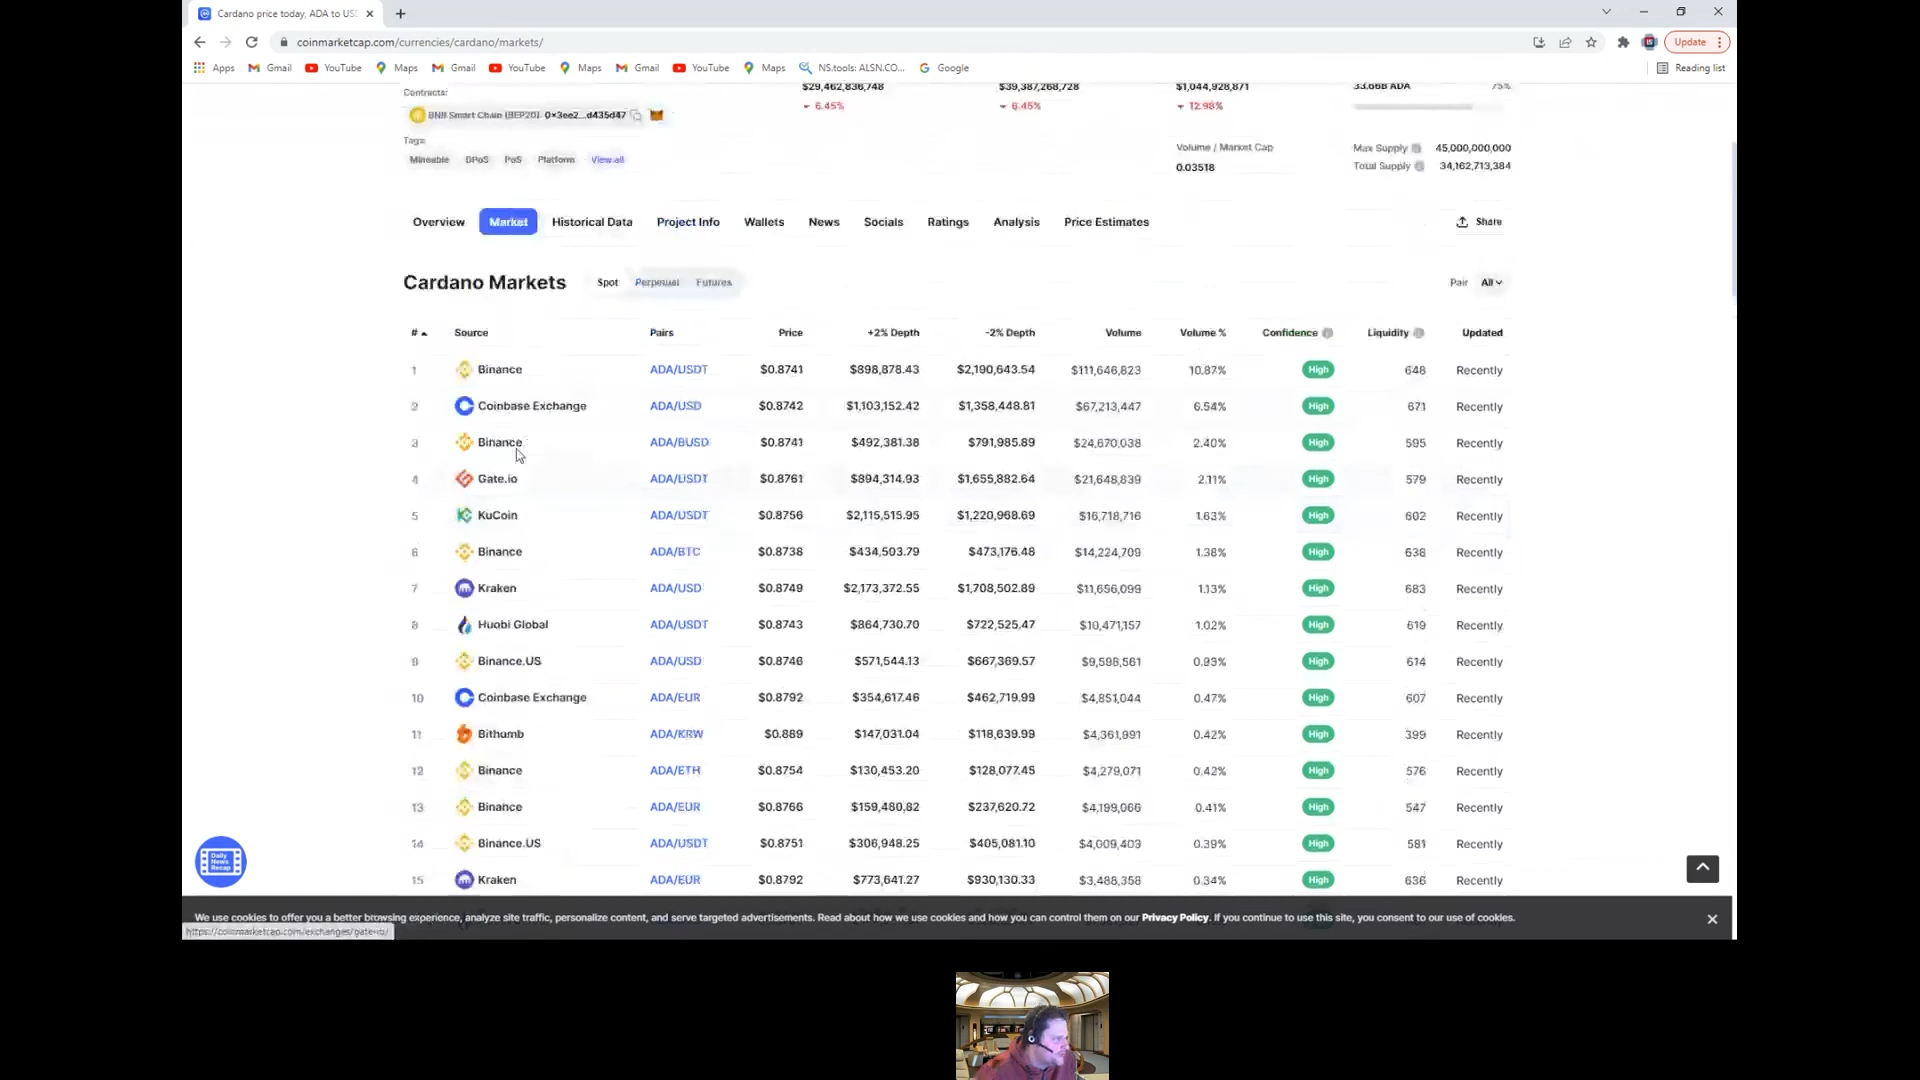 Cardano price today, ADA to US
coinmarketcap.com/currencies/cardano/markets/
Update
Apps Gmail YouTube Maps Gmail YouTube Maps Gmail YouTube Maps NS.tools: ALSN.CO... Google Reading list
Contracts: $29,462,836,748 $39,387,268,728 $1,044,928,871 33.66B ADA 75%
BNB Smart Chain (BEP20) 0x3ee2...d435d47 6.45% 6.45% 12.98%
Tags:
Mineable DPoS PoS Platform View all
Volume / Market Cap Max Supply 45,000,000,000
0.03518 Total Supply 34,162,713,384
Overview Market Historical Data Project Info Wallets News Socials Ratings Analysis Price Estimates Share
Cardano Markets Spot Perpetual Futures Pair All
# Source Pairs Price +2% Depth -2% Depth Volume Volume % Confidence Liquidity Updated
1 Binance ADA/USDT $0.8741 $898,878.43 $2,190,643.54 $111,646,823 10.87% High 648 Recently
2 Coinbase Exchange ADA/USD $0.8742 $1,103,152.42 $1,358,448.81 $67,213,447 6.54% High 671 Recently
3 Binance ADA/BUSD $0.8741 $492,381.38 $791,985.89 $24,670,038 2.40% High 595 Recently
4 Gate.io ADA/USDT $0.8761 $894,314.93 $1,655,882.64 $21,648,839 2.11% High 579 Recently
5 KuCoin ADA/USDT $0.8756 $2,115,515.95 $1,220,968.69 $16,718,716 1.63% High 602 Recently
6 Binance ADA/BTC $0.8738 $434,503.79 $473,176.48 $14,224,709 1.38% High 638 Recently
7 Kraken ADA/USD $0.8749 $2,173,372.55 $1,708,502.89 $11,656,099 1.13% High 683 Recently
8 Huobi Global ADA/USDT $0.8743 $864,730.70 $722,525.47 $10,471,157 1.02% High 619 Recently
9 Binance.US ADA/USD $0.8746 $571,544.13 $667,369.57 $9,598,561 0.93% High 614 Recently
10 Coinbase Exchange ADA/EUR $0.8792 $354,617.46 $462,719.99 $4,851,044 0.47% High 607 Recently
11 Bithumb ADA/KRW $0.889 $147,031.04 $118,639.99 $4,361,991 0.42% High 399 Recently
12 Binance ADA/ETH $0.8754 $130,453.20 $128,077.45 $4,279,071 0.42% High 576 Recently
13 Binance ADA/EUR $0.8766 $159,480.82 $237,620.72 $4,199,066 0.41% High 547 Recently
14 Binance.US ADA/USDT $0.8751 $306,948.25 $405,081.10 $4,009,403 0.39% High 581 Recently
15 Kraken ADA/EUR $0.8792 $773,641.27 $930,130.33 $3,488,358 0.34% High 636 Recently
Daily
News
Recap
We use cookies to offer you a better browsing experience, analyze site traffic, personalize content, and serve targeted advertisements. Read about how we use cookies and how you can control them on our Privacy Policy. If you continue to use this site, you consent to our use of cookies.
https://coinmarketcap.com/exchanges/gate-io/